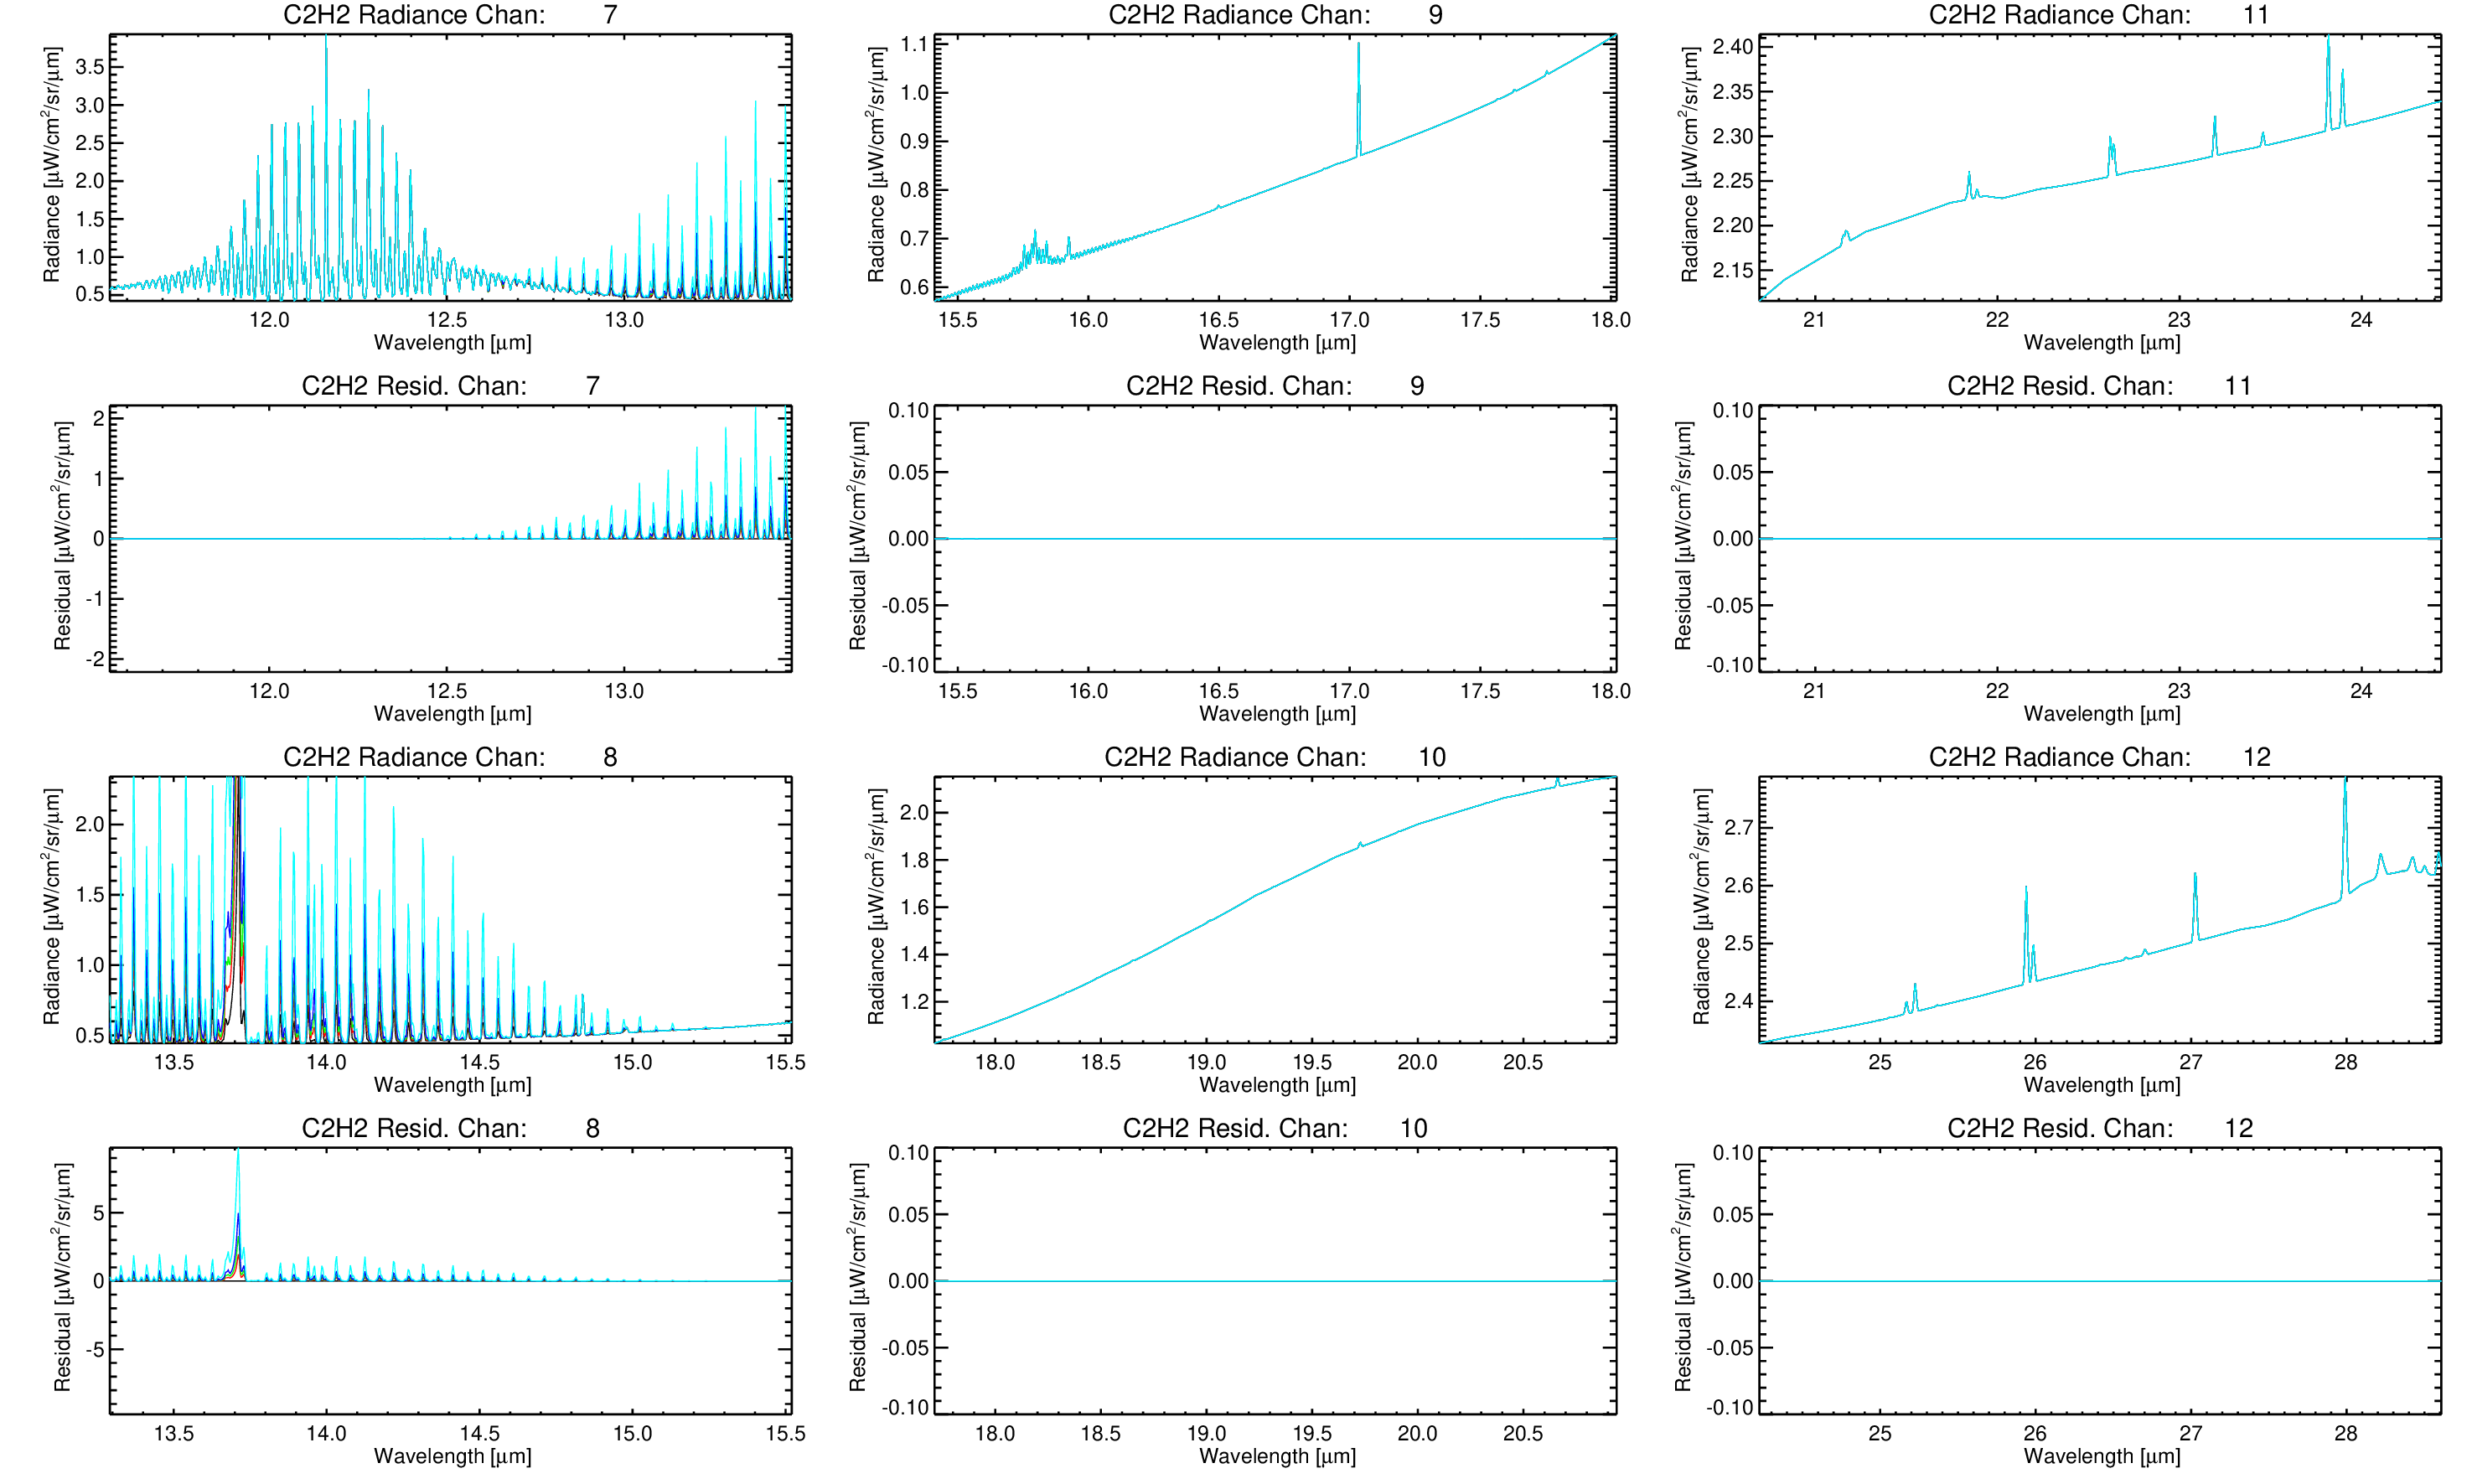 C2H2 Radiance Chan: 7
Radiance [μW/cm²/sr/μm]
3.5
3.0
2.5
2.0
1.5
1.0
0.5
12.0 12.5 13.0
Wavelength [μm]
C2H2 Radiance Chan: 9
Radiance [μW/cm²/sr/μm]
1.1
1.0
0.9
0.8
0.7
0.6
15.5 16.0 16.5 17.0 17.5 18.0
Wavelength [μm]
C2H2 Radiance Chan: 11
Radiance [μW/cm²/sr/μm]
2.40
2.35
2.30
2.25
2.20
2.15
21 22 23 24
Wavelength [μm]
C2H2 Resid. Chan: 7
Residual [μW/cm²/sr/μm]
2
1
0
-1
-2
12.0 12.5 13.0
Wavelength [μm]
C2H2 Resid. Chan: 9
Residual [μW/cm²/sr/μm]
0.10
0.05
0.00
-0.05
-0.10
15.5 16.0 16.5 17.0 17.5 18.0
Wavelength [μm]
C2H2 Resid. Chan: 11
Residual [μW/cm²/sr/μm]
0.10
0.05
0.00
-0.05
-0.10
21 22 23 24
Wavelength [μm]
C2H2 Radiance Chan: 8
Radiance [μW/cm²/sr/μm]
2.0
1.5
1.0
0.5
13.5 14.0 14.5 15.0 15.5
Wavelength [μm]
C2H2 Radiance Chan: 10
Radiance [μW/cm²/sr/μm]
2.0
1.8
1.6
1.4
1.2
18.0 18.5 19.0 19.5 20.0 20.5
Wavelength [μm]
C2H2 Radiance Chan: 12
Radiance [μW/cm²/sr/μm]
2.7
2.6
2.5
2.4
25 26 27 28
Wavelength [μm]
C2H2 Resid. Chan: 8
Residual [μW/cm²/sr/μm]
5
0
-5
13.5 14.0 14.5 15.0 15.5
Wavelength [μm]
C2H2 Resid. Chan: 10
Residual [μW/cm²/sr/μm]
0.10
0.05
0.00
-0.05
-0.10
18.0 18.5 19.0 19.5 20.0 20.5
Wavelength [μm]
C2H2 Resid. Chan: 12
Residual [μW/cm²/sr/μm]
0.10
0.05
0.00
-0.05
-0.10
25 26 27 28
Wavelength [μm]